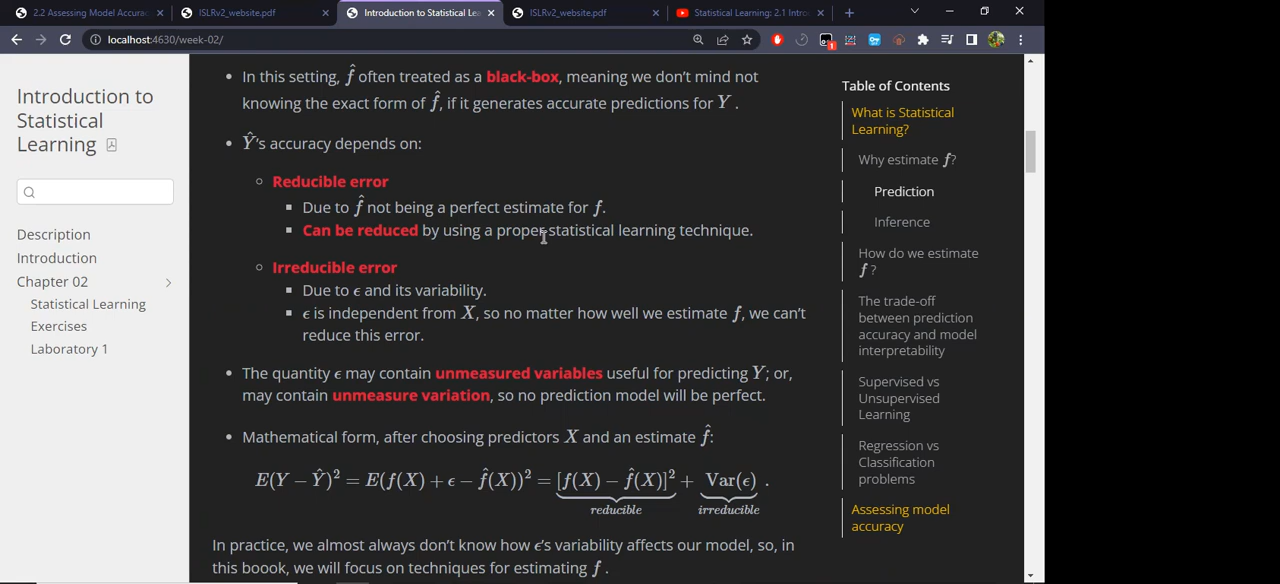 2.2 Assessing Model Accurac
ISLRv2_website.pdf
Introduction to Statistical Le
ISLRv2_website.pdf
Statistical Learning: 2.1 Intro
localhost:4630/week-02/
1
Introduction to
Statistical
Learning
Description
Introduction
Chapter 02
Statistical Learning
Exercises
Laboratory 1
• In this setting, f̂ often treated as a black-box, meaning we don't mind not
knowing the exact form of f̂, if it generates accurate predictions for Y .
• Ŷ's accuracy depends on:
Reducible error
Due to f̂ not being a perfect estimate for f.
Can be reduced by using a proper statistical learning technique.
Irreducible error
Due to ϵ and its variability.
ϵ is independent from X, so no matter how well we estimate f, we can't
reduce this error.
• The quantity ϵ may contain unmeasured variables useful for predicting Y; or,
may contain unmeasure variation, so no prediction model will be perfect.
• Mathematical form, after choosing predictors X and an estimate f̂:
E(Y − Ŷ)² = E(f(X) + ϵ − f̂(X))² = [f(X) − f̂(X)]² + Var(ϵ) .
reducible irreducible
In practice, we almost always don't know how ϵ's variability affects our model, so, in
this boook, we will focus on techniques for estimating f .
Table of Contents
What is Statistical
Learning?
Why estimate f?
Prediction
Inference
How do we estimate
f ?
The trade-off
between prediction
accuracy and model
interpretability
Supervised vs
Unsupervised
Learning
Regression vs
Classification
problems
Assessing model
accuracy